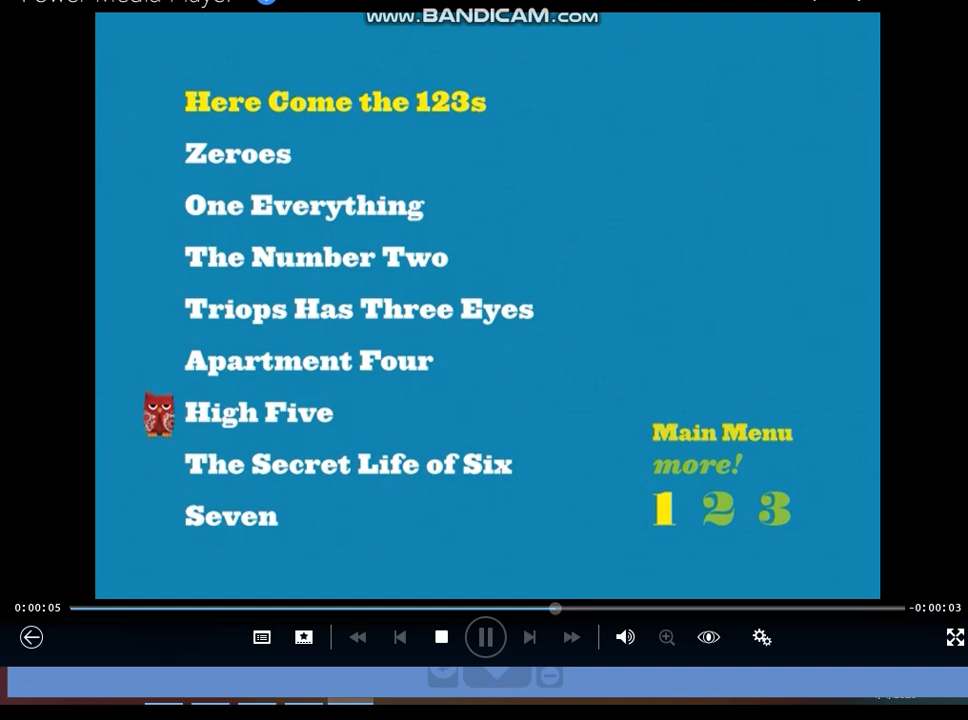 www.BANDICAM.com
Here Come the 123s
Zeroes
One Everything
The Number Two
Triops Has Three Eyes
Apartment Four
High Five
The Secret Life of Six
Seven
Main Menu
more!
1 2 3
0:00:05
-0:00:03